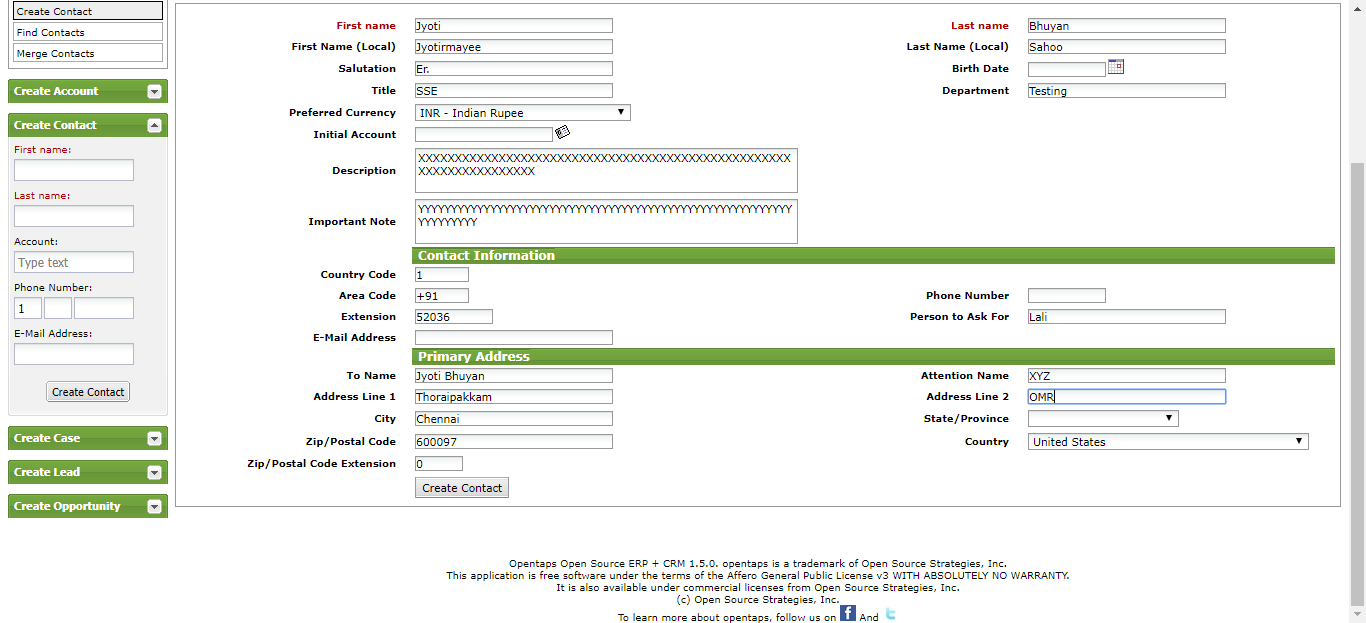 Create Contact
Find Contacts
Merge Contacts
Create Account
Create Contact
First name:
Last name:
Account:
Type text
Phone Number:
1
E-Mail Address:
Create Contact
Create Case
Create Lead
Create Opportunity
First name Jyoti Last name Bhuyan
First Name (Local) Jyotirmayee Last Name (Local) Sahoo
Salutation Er. Birth Date
Title SSE Department Testing
Preferred Currency INR - Indian Rupee
Initial Account
Description XXXXXXXXXXXXXXXXXXXXXXXXXXXXXXXXXXXXXXXXXXXXXXXXXXX
XXXXXXXXXXXXXXXX
Important Note YYYYYYYYYYYYYYYYYYYYYYYYYYYYYYYYYYYYYYYYYYYYYYYYYYYYYYYYY
YYYYYYYYY
Contact Information
Country Code 1
Area Code +91 Phone Number
Extension 52036 Person to Ask For Lali
E-Mail Address
Primary Address
To Name Jyoti Bhuyan Attention Name XYZ
Address Line 1 Thoraipakkam Address Line 2 OMR
City Chennai State/Province
Zip/Postal Code 600097 Country United States
Zip/Postal Code Extension 0
Create Contact
Opentaps Open Source ERP + CRM 1.5.0. opentaps is a trademark of Open Source Strategies, Inc.
This application is free software under the terms of the Affero General Public License v3 WITH ABSOLUTELY NO WARRANTY.
It is also available under commercial licenses from Open Source Strategies, Inc.
(c) Open Source Strategies, Inc.
To learn more about opentaps, follow us on f And t